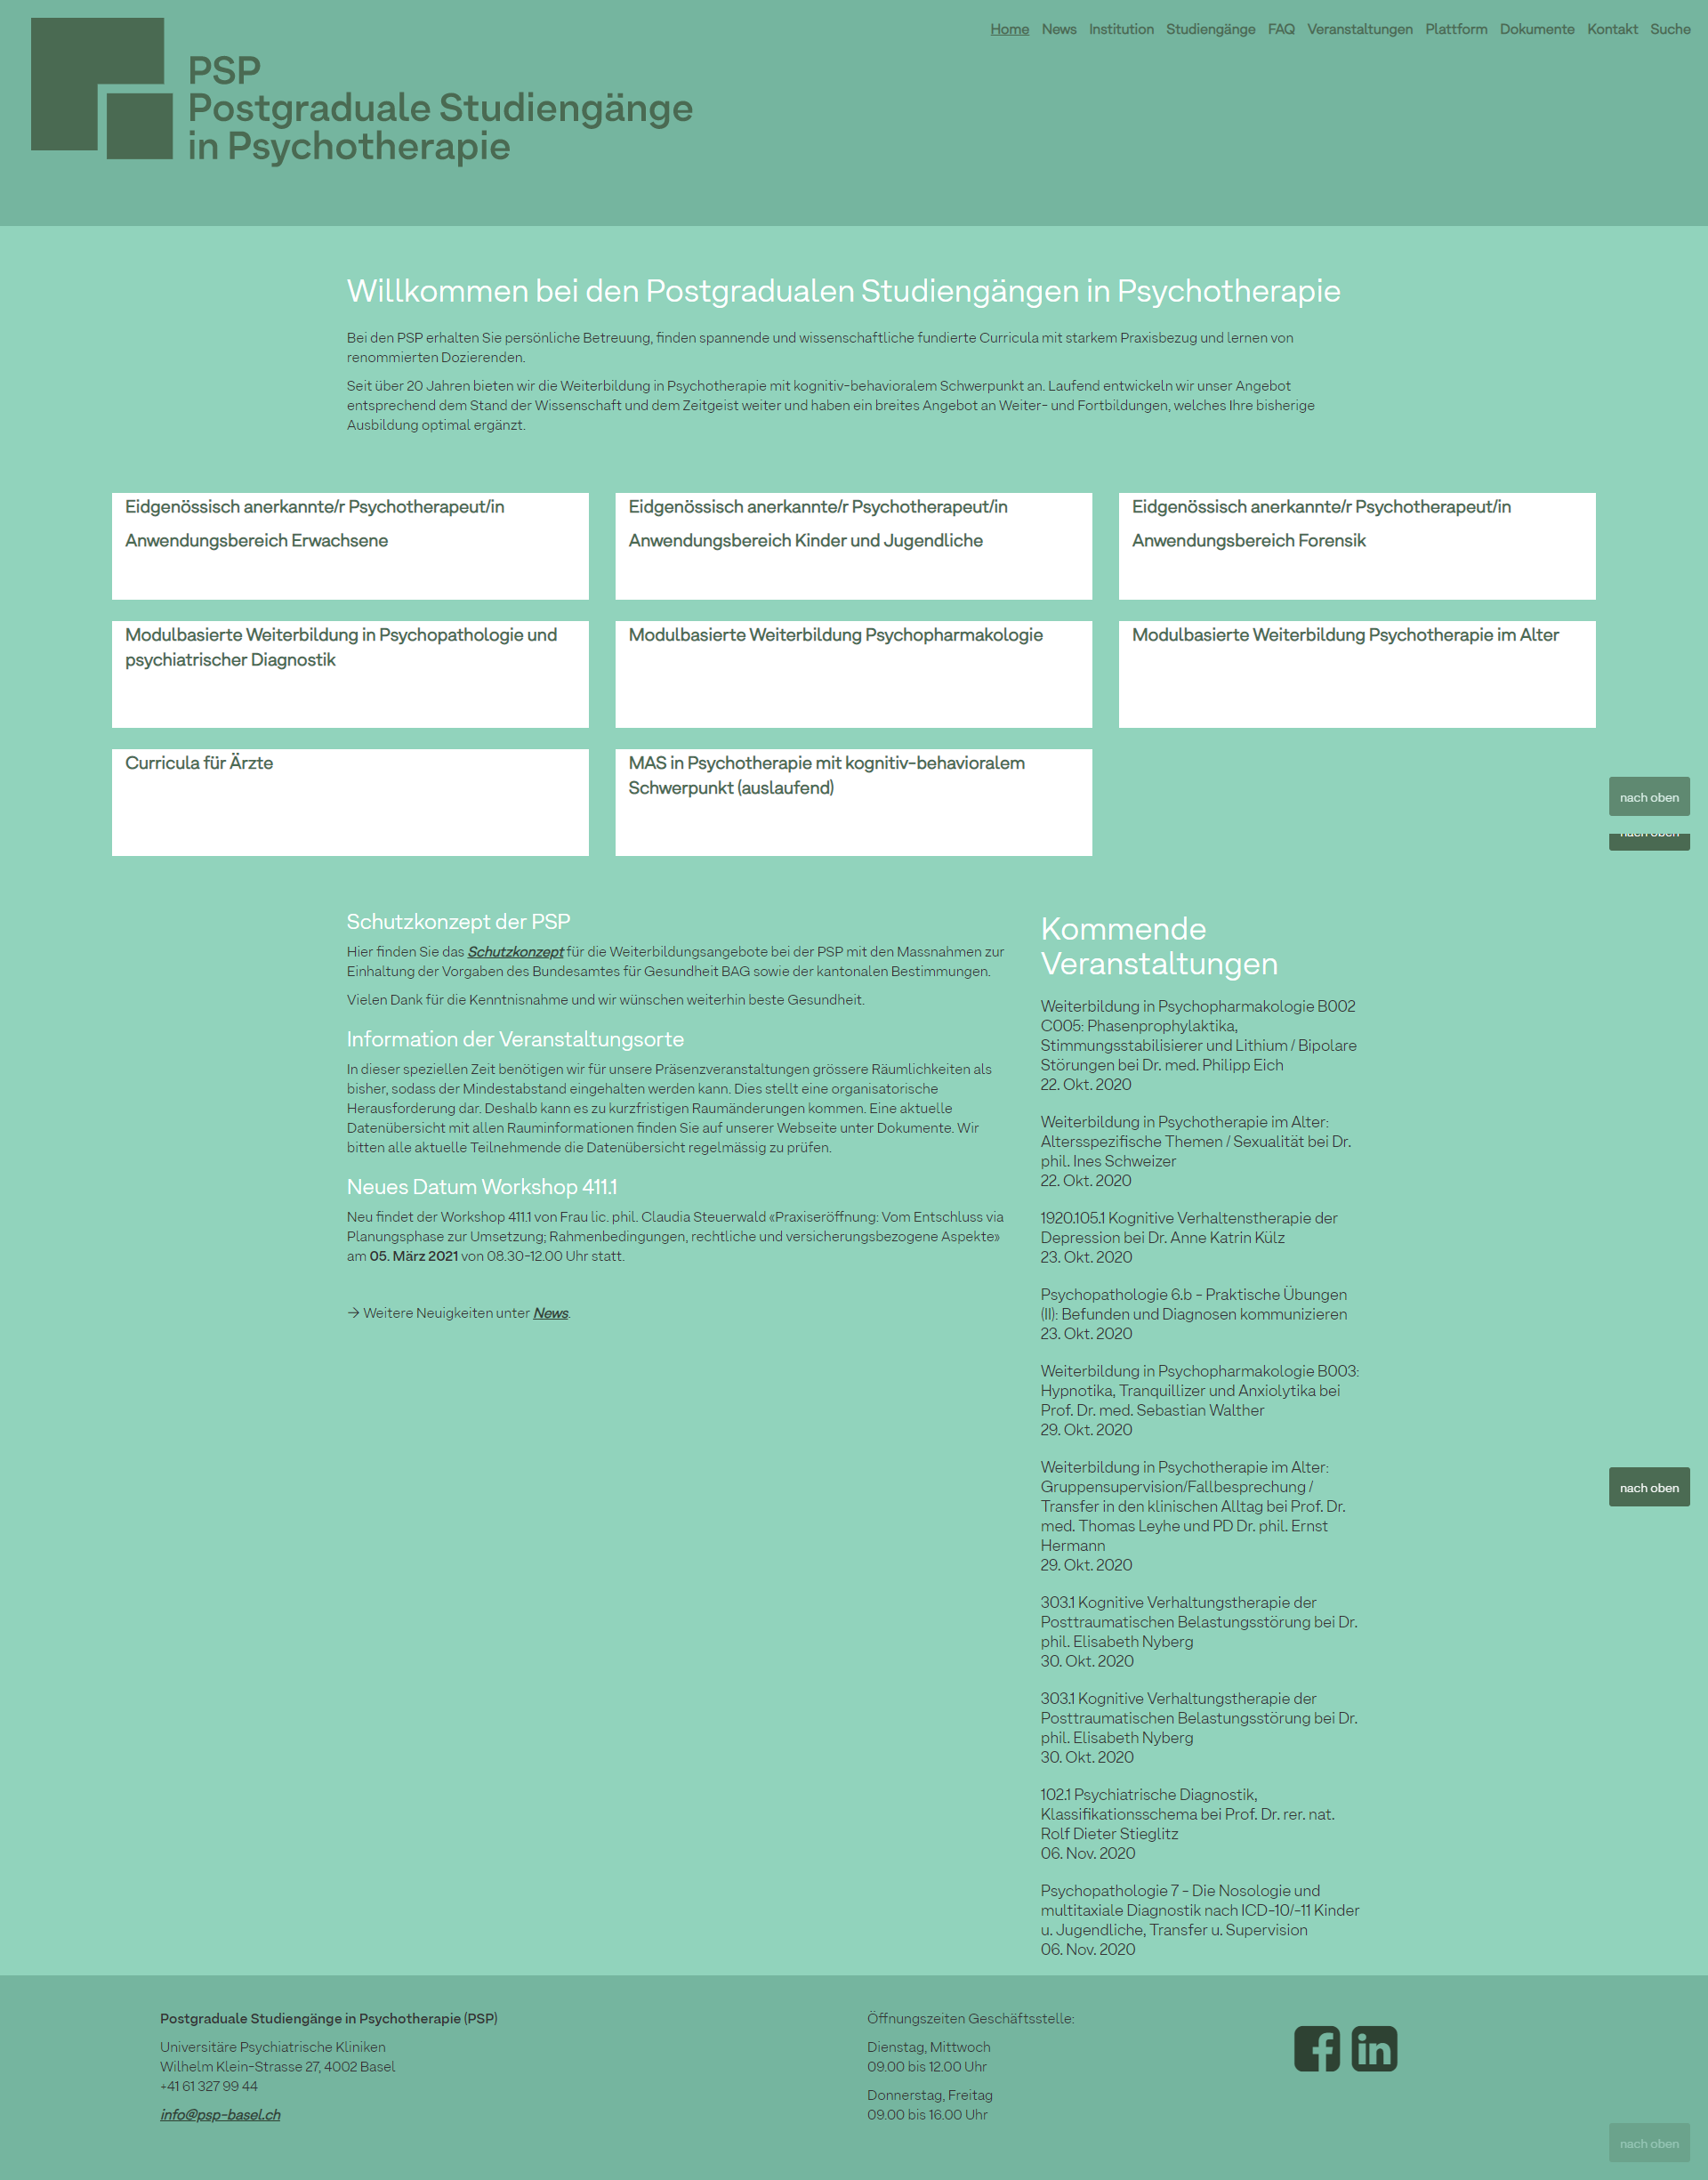 Home News Institution Studiengänge FAQ Veranstaltungen Plattform Dokumente Kontakt Suche
PSP
Postgraduale Studiengänge
in Psychotherapie
Willkommen bei den Postgradualen Studiengängen in Psychotherapie
Bei den PSP erhalten Sie persönliche Betreuung, finden spannende und wissenschaftliche fundierte Curricula mit starkem Praxisbezug und lernen von
renommierten Dozierenden.
Seit über 20 Jahren bieten wir die Weiterbildung in Psychotherapie mit kognitiv-behavioralem Schwerpunkt an. Laufend entwickeln wir unser Angebot
entsprechend dem Stand der Wissenschaft und dem Zeitgeist weiter und haben ein breites Angebot an Weiter- und Fortbildungen, welches Ihre bisherige
Ausbildung optimal ergänzt.
Eidgenössisch anerkannte/r Psychotherapeut/in
Anwendungsbereich Erwachsene
Eidgenössisch anerkannte/r Psychotherapeut/in
Anwendungsbereich Kinder und Jugendliche
Eidgenössisch anerkannte/r Psychotherapeut/in
Anwendungsbereich Forensik
Modulbasierte Weiterbildung in Psychopathologie und
psychiatrischer Diagnostik
Modulbasierte Weiterbildung Psychopharmakologie
Modulbasierte Weiterbildung Psychotherapie im Alter
Curricula für Ärzte
MAS in Psychotherapie mit kognitiv-behavioralem
Schwerpunkt (auslaufend)
nach oben
nach oben
Schutzkonzept der PSP
Hier finden Sie das Schutzkonzept für die Weiterbildungsangebote bei der PSP mit den Massnahmen zur
Einhaltung der Vorgaben des Bundesamtes für Gesundheit BAG sowie der kantonalen Bestimmungen.
Vielen Dank für die Kenntnisnahme und wir wünschen weiterhin beste Gesundheit.
Information der Veranstaltungsorte
In dieser speziellen Zeit benötigen wir für unsere Präsenzveranstaltungen grössere Räumlichkeiten als
bisher, sodass der Mindestabstand eingehalten werden kann. Dies stellt eine organisatorische
Herausforderung dar. Deshalb kann es zu kurzfristigen Raumänderungen kommen. Eine aktuelle
Datenübersicht mit allen Rauminformationen finden Sie auf unserer Webseite unter Dokumente. Wir
bitten alle aktuelle Teilnehmende die Datenübersicht regelmässig zu prüfen.
Neues Datum Workshop 411.1
Neu findet der Workshop 411.1 von Frau lic. phil. Claudia Steuerwald «Praxiseröffnung: Vom Entschluss via
Planungsphase zur Umsetzung; Rahmenbedingungen, rechtliche und versicherungsbezogene Aspekte»
am 05. März 2021 von 08.30-12.00 Uhr statt.
→ Weitere Neuigkeiten unter News.
Kommende
Veranstaltungen
Weiterbildung in Psychopharmakologie B002
C005: Phasenprophylaktika,
Stimmungsstabilisierer und Lithium / Bipolare
Störungen bei Dr. med. Philipp Eich
22. Okt. 2020
Weiterbildung in Psychotherapie im Alter:
Altersspezifische Themen / Sexualität bei Dr.
phil. Ines Schweizer
22. Okt. 2020
1920.105.1 Kognitive Verhaltenstherapie der
Depression bei Dr. Anne Katrin Külz
23. Okt. 2020
Psychopathologie 6.b - Praktische Übungen
(II): Befunden und Diagnosen kommunizieren
23. Okt. 2020
Weiterbildung in Psychopharmakologie B003:
Hypnotika, Tranquillizer und Anxiolytika bei
Prof. Dr. med. Sebastian Walther
29. Okt. 2020
Weiterbildung in Psychotherapie im Alter:
Gruppensupervision/Fallbesprechung /
Transfer in den klinischen Alltag bei Prof. Dr.
med. Thomas Leyhe und PD Dr. phil. Ernst
Hermann
29. Okt. 2020
nach oben
303.1 Kognitive Verhaltungstherapie der
Posttraumatischen Belastungsstörung bei Dr.
phil. Elisabeth Nyberg
30. Okt. 2020
303.1 Kognitive Verhaltungstherapie der
Posttraumatischen Belastungsstörung bei Dr.
phil. Elisabeth Nyberg
30. Okt. 2020
102.1 Psychiatrische Diagnostik,
Klassifikationsschema bei Prof. Dr. rer. nat.
Rolf Dieter Stieglitz
06. Nov. 2020
Psychopathologie 7 - Die Nosologie und
multitaxiale Diagnostik nach ICD-10/-11 Kinder
u. Jugendliche, Transfer u. Supervision
06. Nov. 2020
Postgraduale Studiengänge in Psychotherapie (PSP)
Universitäre Psychiatrische Kliniken
Wilhelm Klein-Strasse 27, 4002 Basel
+41 61 327 99 44
info@psp-basel.ch
Öffnungszeiten Geschäftsstelle:
Dienstag, Mittwoch
09.00 bis 12.00 Uhr
Donnerstag, Freitag
09.00 bis 16.00 Uhr
nach oben